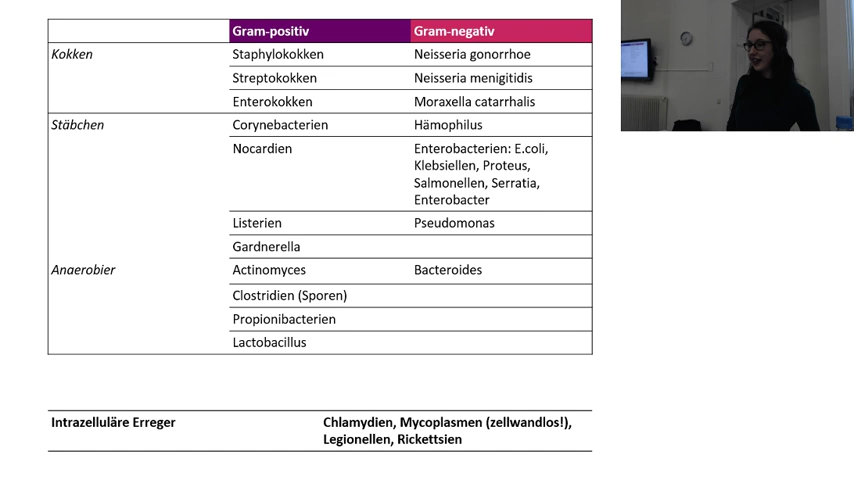 Gram-positiv Gram-negativ
Kokken Staphylokokken Neisseria gonorrhoe
Streptokokken Neisseria menigitidis
Enterokokken Moraxella catarrhalis
Stäbchen Corynebacterien Hämophilus
Nocardien Enterobacterien: E.coli,
Klebsiellen, Proteus,
Salmonellen, Serratia,
Enterobacter
Listerien Pseudomonas
Gardnerella
Anaerobier Actinomyces Bacteroides
Clostridien (Sporen)
Propionibacterien
Lactobacillus
Intrazelluläre Erreger Chlamydien, Mycoplasmen (zellwandlos!),
Legionellen, Rickettsien